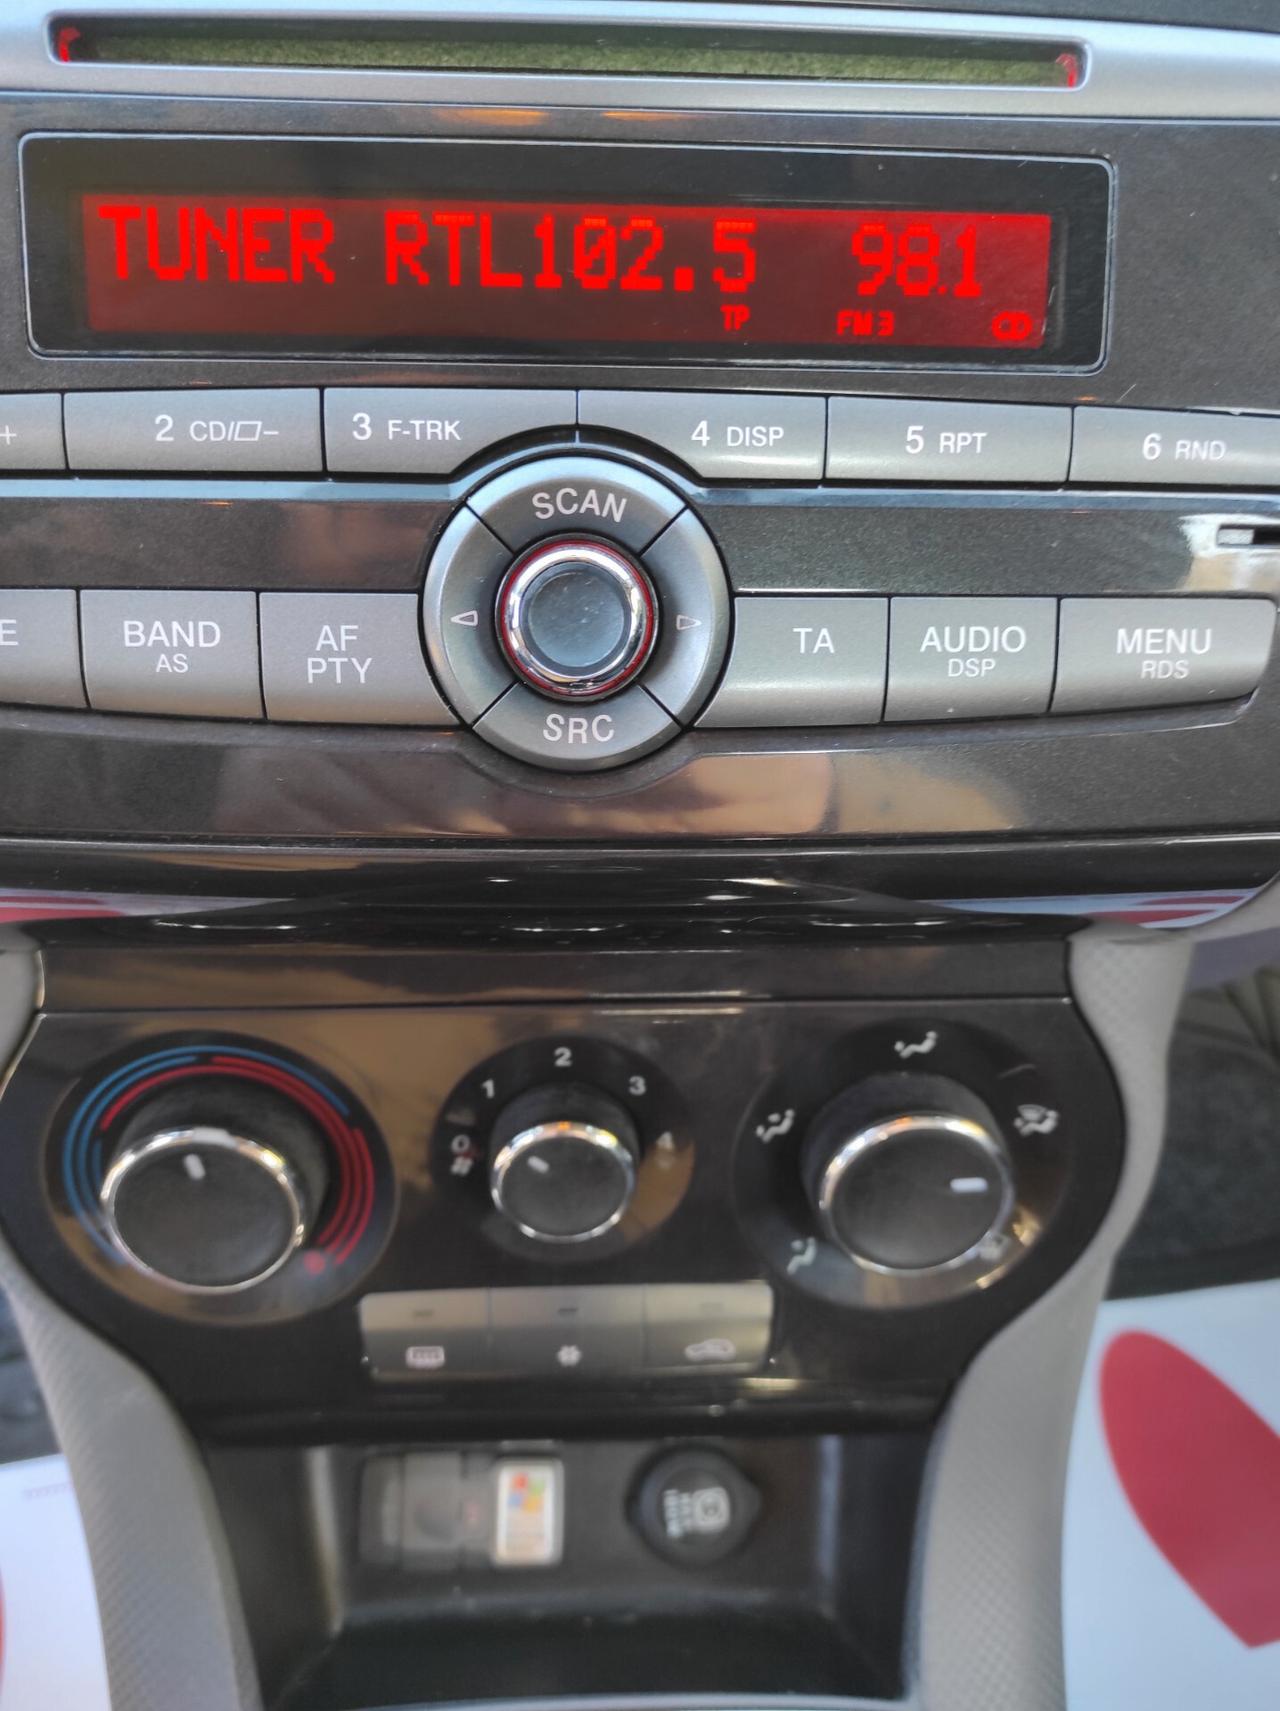 TUNER RTL102.5 98.1
TP FM3
+ 2 CD/ - 3 F-TRK 4 DISP 5 RPT 6 RND
SCAN
E BAND AF TA AUDIO MENU
AS PTY DSP RDS
SRC
0 1 2 3 4